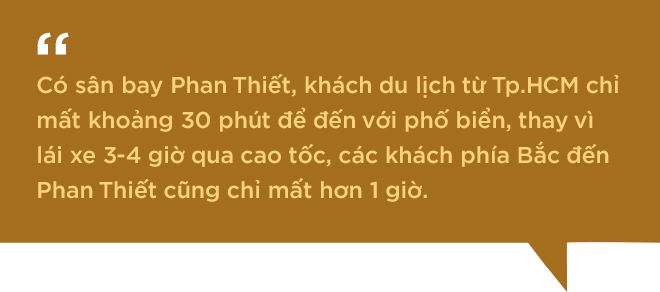 “
Có sân bay Phan Thiết, khách du lịch từ Tp.HCM chỉ
mất khoảng 30 phút để đến với phố biển, thay vì
lái xe 3-4 giờ qua cao tốc, các khách phía Bắc đến
Phan Thiết cũng chỉ mất hơn 1 giờ.